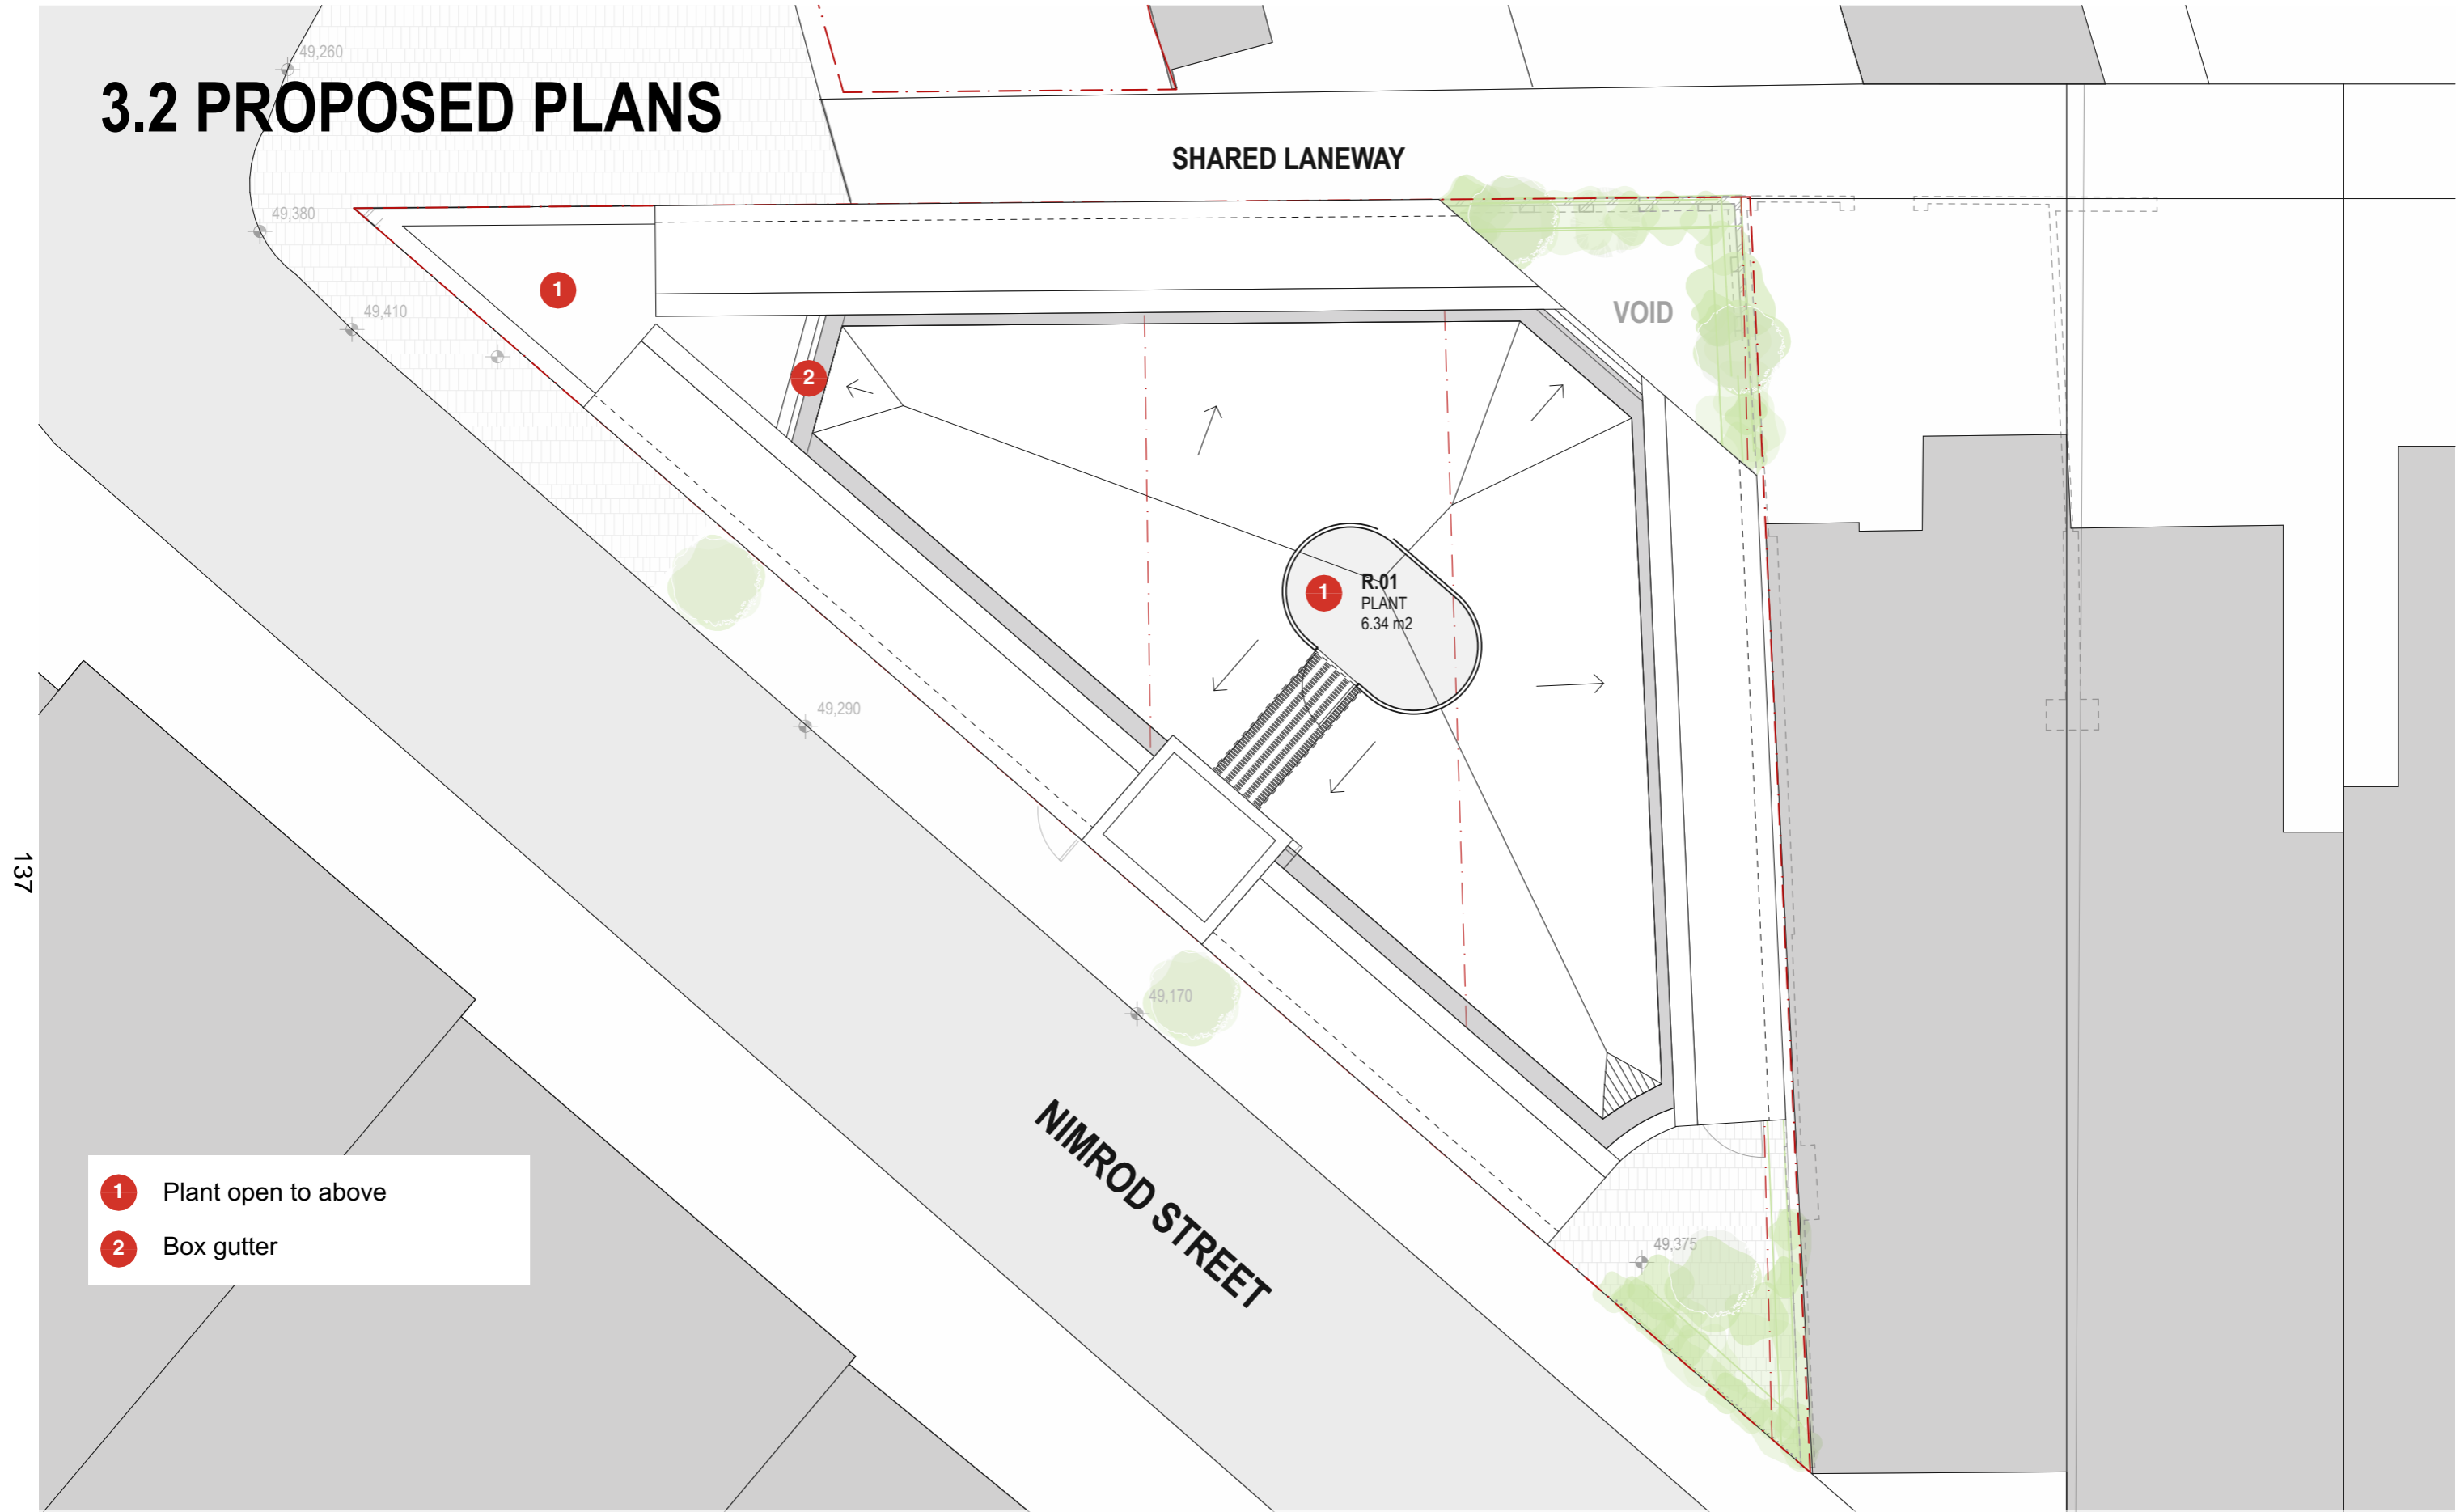 49,260
3.2 PROPOSED PLANS
SHARED LANEWAY
49,380
1
VOID
49,410
2
1
R.01
PLANT
6.34 m2
49,290
137
49,170
NIMROD STREET
1 Plant open to above
2 Box gutter
49,375